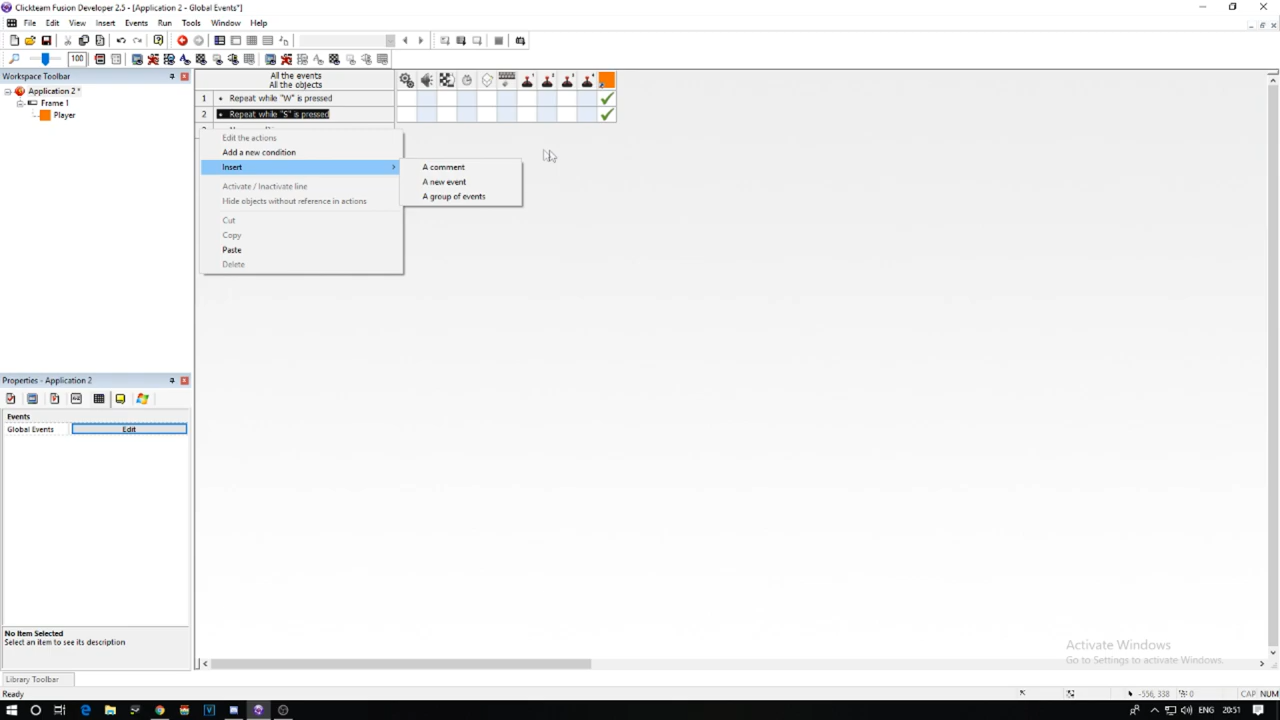 Clickteam Fusion Developer 2.5 - [Application 2 - Global Events*]
File Edit View Insert Events Run Tools Window Help
100
Workspace Toolbar
Application 2 *
Frame 1
Player
All the events
All the objects
1 Repeat while "W" is pressed
2 Repeat while "S" is pressed
Edit the actions
Add a new condition
Insert
Activate / Inactivate line
Hide objects without reference in actions
Cut
Copy
Paste
Delete
A comment
A new event
A group of events
Properties - Application 2
Events
Global Events Edit
No Item Selected
Select an item to see its description
Library Toolbar
Activate Windows
Go to Settings to activate Windows.
Ready
-556, 338
0
CAP NUM
ENG 20:51